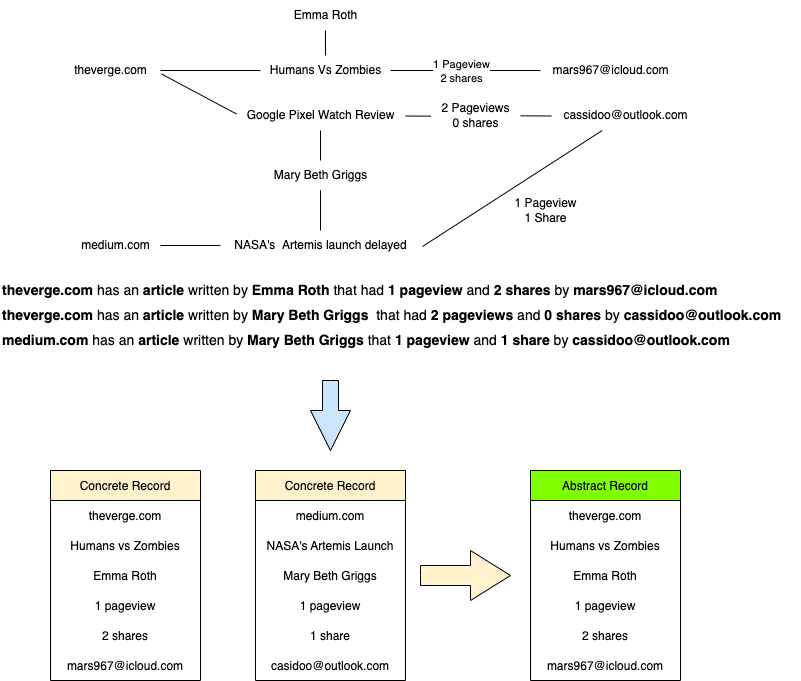 Emma Roth
theverge.com
Humans Vs Zombies
1 Pageview
2 shares
mars967@icloud.com
Google Pixel Watch Review
2 Pageviews
0 shares
cassidoo@outlook.com
Mary Beth Griggs
1 Pageview
1 Share
medium.com
NASA's Artemis launch delayed
theverge.com has an article written by Emma Roth that had 1 pageview and 2 shares by mars967@icloud.com
theverge.com has an article written by Mary Beth Griggs that had 2 pageviews and 0 shares by cassidoo@outlook.com
medium.com has an article written by Mary Beth Griggs that 1 pageview and 1 share by cassidoo@outlook.com
Concrete Record
theverge.com
Humans vs Zombies
Emma Roth
1 pageview
2 shares
mars967@icloud.com
Concrete Record
medium.com
NASA's Artemis Launch
Mary Beth Griggs
1 pageview
1 share
casidoo@outlook.com
Abstract Record
theverge.com
Humans vs Zombies
Emma Roth
1 pageview
2 shares
mars967@icloud.com